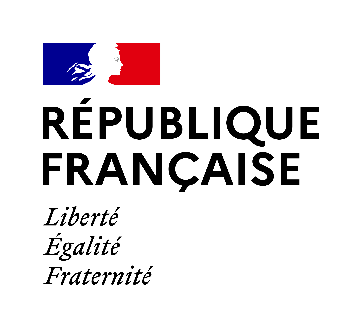 RÉPUBLIQUE
FRANÇAISE
Liberté
Égalité
Fraternité